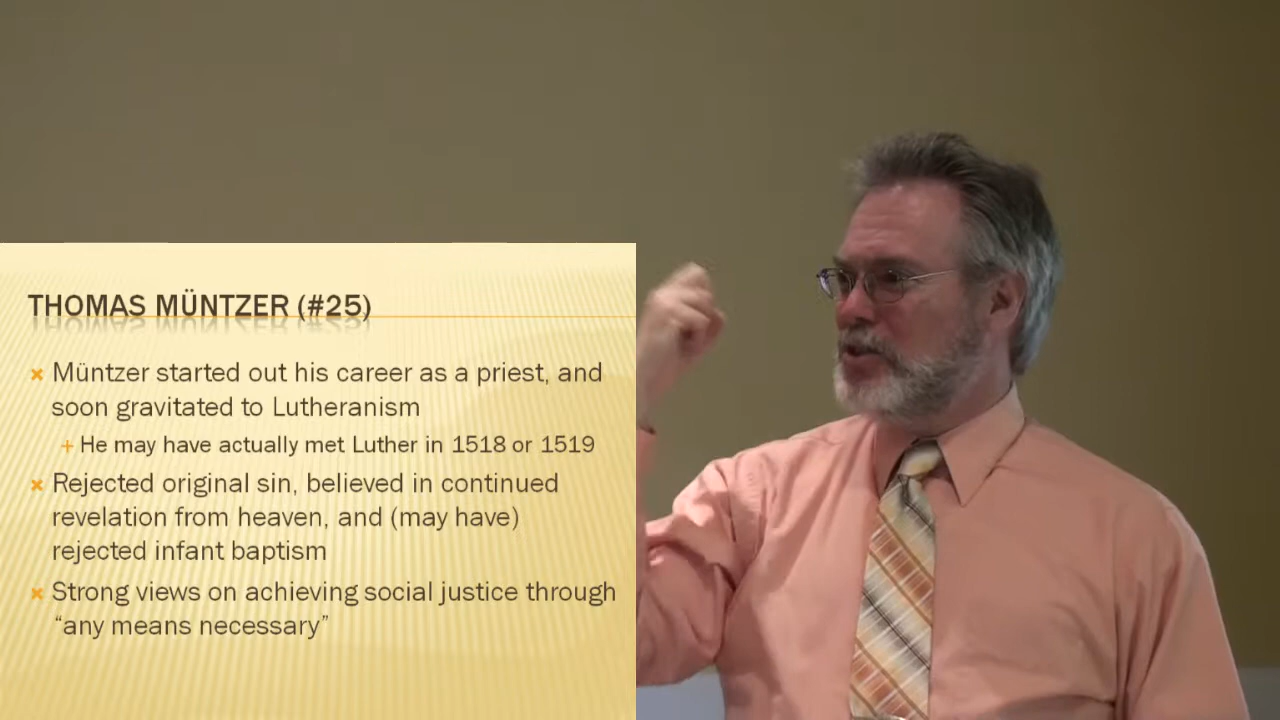 THOMAS MÜNTZER (#25)
Müntzer started out his career as a priest, and
soon gravitated to Lutheranism
He may have actually met Luther in 1518 or 1519
Rejected original sin, believed in continued
revelation from heaven, and (may have)
rejected infant baptism
Strong views on achieving social justice through
“any means necessary”